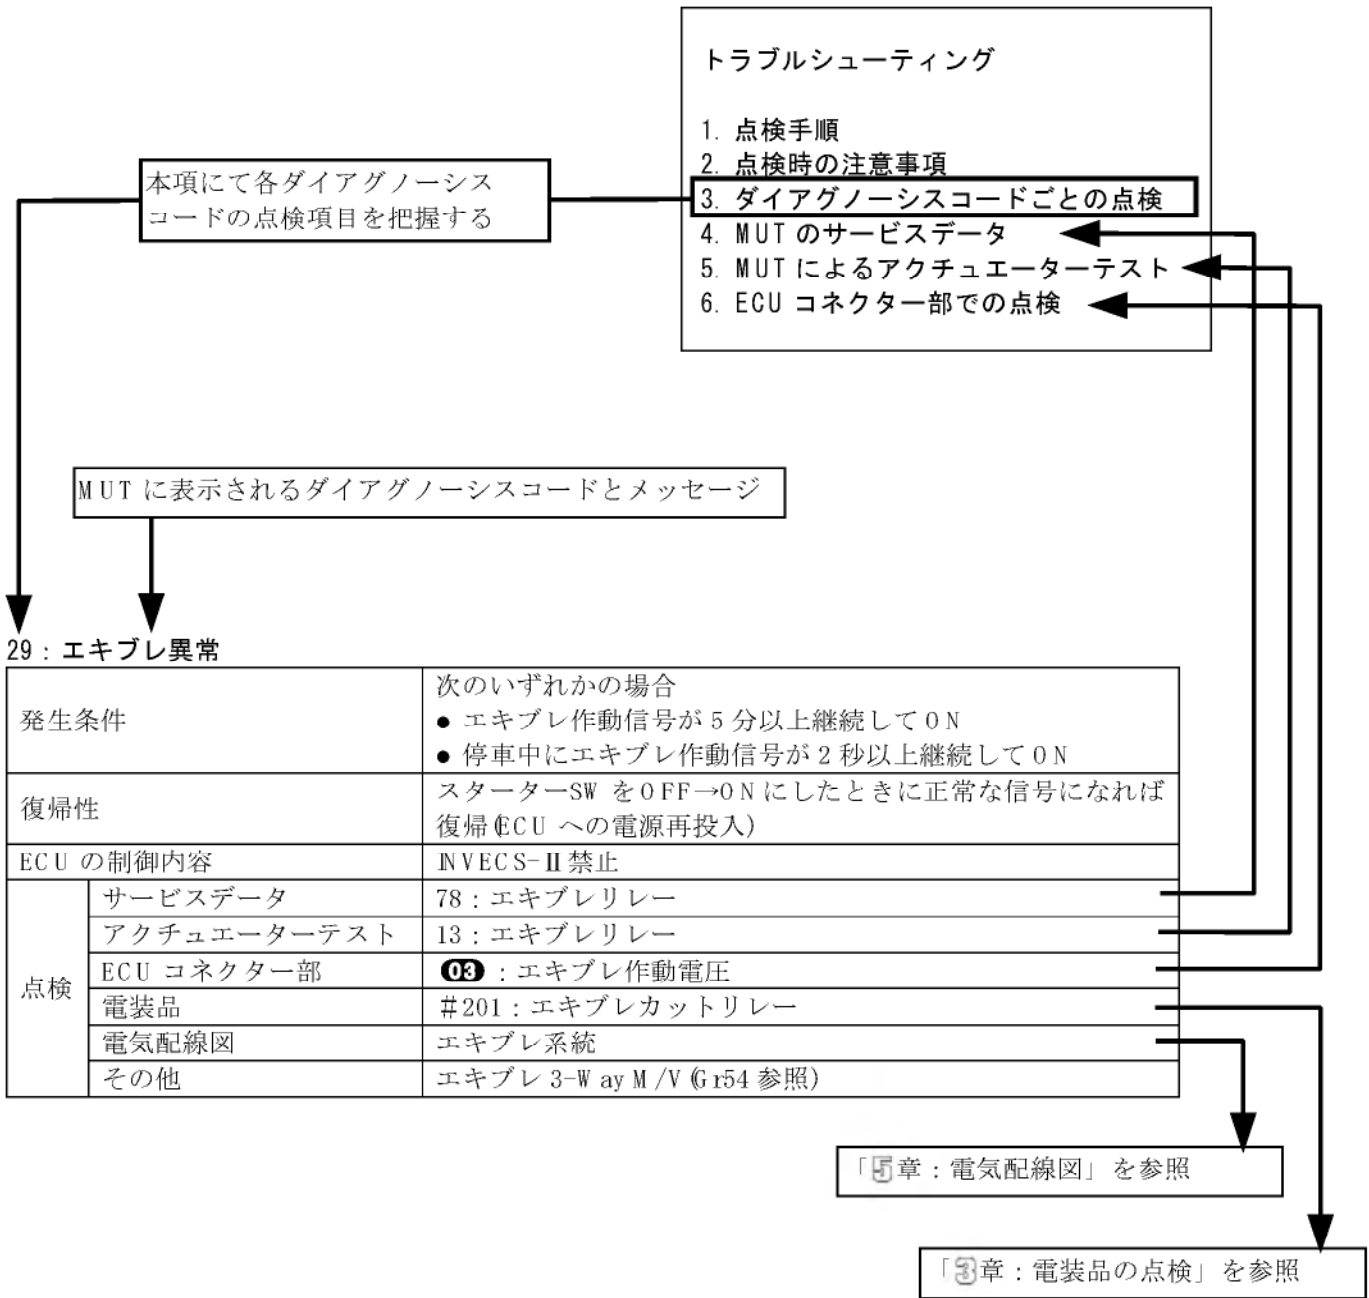 トラブルシューティング
1. 点検手順
2. 点検時の注意事項
3. ダイアグノーシスコードごとの点検
4. MUT のサービスデータ
5. MUT によるアクチュエーターテスト
6. ECU コネクター部での点検
本項にて各ダイアグノーシス
コードの点検項目を把握する
MUT に表示されるダイアグノーシスコードとメッセージ
29：エキブレ異常
発生条件
次のいずれかの場合
● エキブレ作動信号が 5 分以上継続して ON
● 停車中にエキブレ作動信号が 2 秒以上継続して ON
復帰性
スターターSW を OFF→ON にしたときに正常な信号になれば
復帰(ECU への電源再投入)
ECU の制御内容
INVECS-Ⅱ禁止
点検
サービスデータ
78：エキブレリレー
アクチュエーターテスト
13：エキブレリレー
ECU コネクター部
03：エキブレ作動電圧
電装品
#201：エキブレカットリレー
電気配線図
エキブレ系統
その他
エキブレ 3-Way M/V (Gr54 参照)
「5章：電気配線図」を参照
「3章：電装品の点検」を参照